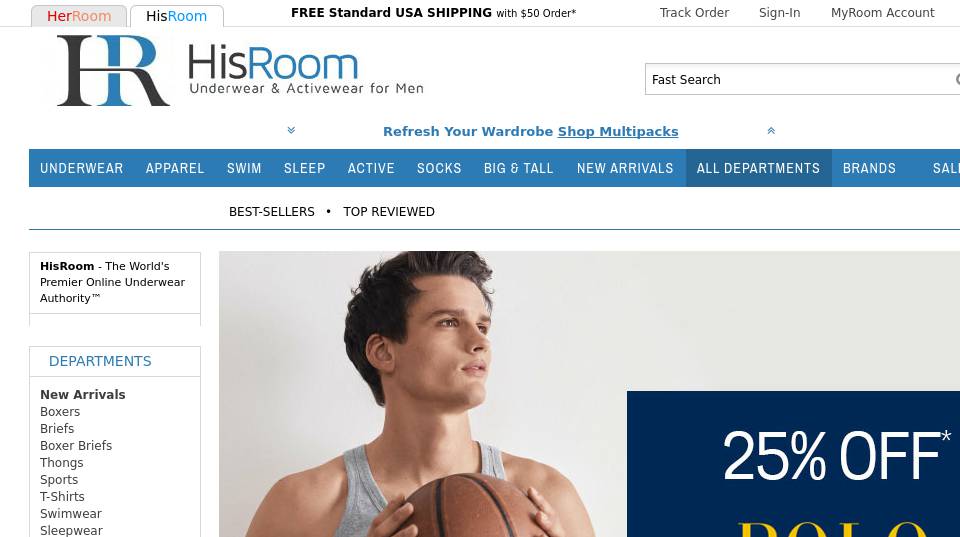 HerRoom HisRoom FREE Standard USA SHIPPING with $50 Order* Track Order Sign-In MyRoom Account
HR HisRoom
Underwear & Activewear for Men
Fast Search
Refresh Your Wardrobe Shop Multipacks
UNDERWEAR APPAREL SWIM SLEEP ACTIVE SOCKS BIG & TALL NEW ARRIVALS ALL DEPARTMENTS BRANDS
BEST-SELLERS • TOP REVIEWED
HisRoom - The World's
Premier Online Underwear
Authority™
DEPARTMENTS
New Arrivals
Boxers
Briefs
Boxer Briefs
Thongs
Sports
T-Shirts
Swimwear
Sleepwear
25% OFF*
POLO